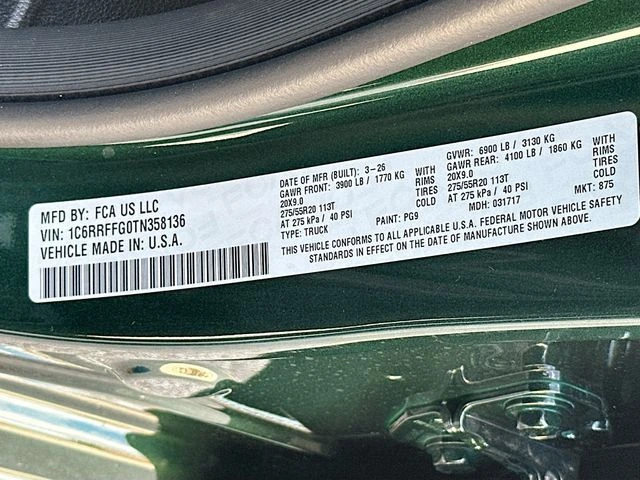 MFD BY: FCA US LLC
VIN: 1C6RRFFG0TN358136
VEHICLE MADE IN U.S.A.
DATE OF MFR (BUILT): 3-26
GAWR FRONT: 3900 LB / 1770 KG WITH
20X9.0 RIMS
275/55R20 113T TIRES
AT 275 kPa / 40 PSI COLD
TYPE: TRUCK PAINT: PG9
GVWR: 6900 LB / 3130 KG
GAWR REAR: 4100 LB / 1860 KG WITH
20X9.0 RIMS
275/55R20 113T TIRES
AT 275 kPa / 40 PSI COLD
MDH: 031717 MKT: 875
THIS VEHICLE CONFORMS TO ALL APPLICABLE U.S.A. FEDERAL MOTOR VEHICLE SAFETY
STANDARDS IN EFFECT ON THE DATE OF MANUFACTURE SHOWN ABOVE.